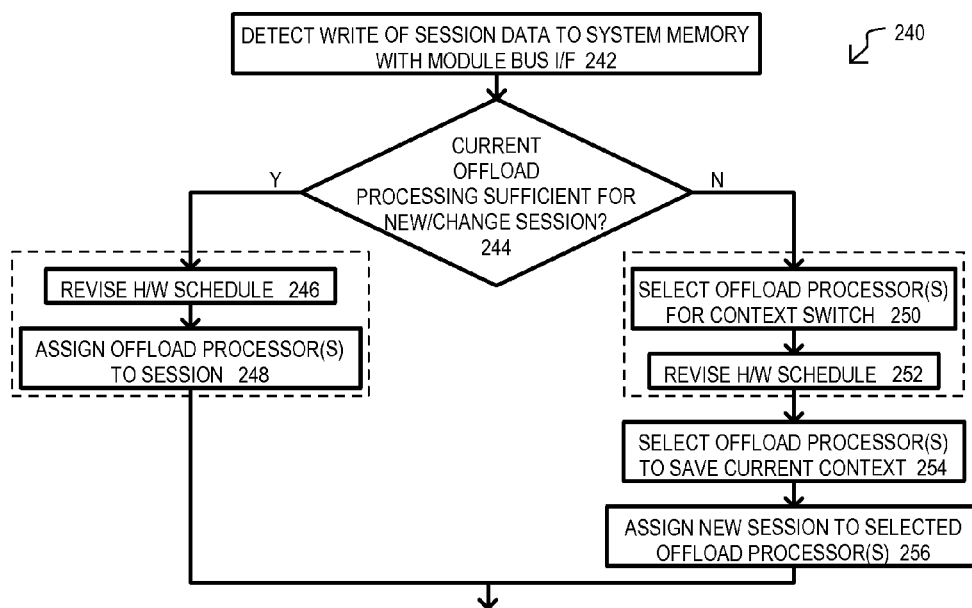 DETECT WRITE OF SESSION DATA TO SYSTEM MEMORY
WITH MODULE BUS I/F 242
240
CURRENT
OFFLOAD
PROCESSING SUFFICIENT FOR
NEW/CHANGE SESSION?
244
Y
N
REVISE H/W SCHEDULE 246
ASSIGN OFFLOAD PROCESSOR(S)
TO SESSION 248
SELECT OFFLOAD PROCESSOR(S)
FOR CONTEXT SWITCH 250
REVISE H/W SCHEDULE 252
SELECT OFFLOAD PROCESSOR(S)
TO SAVE CURRENT CONTEXT 254
ASSIGN NEW SESSION TO SELECTED
OFFLOAD PROCESSOR(S) 256